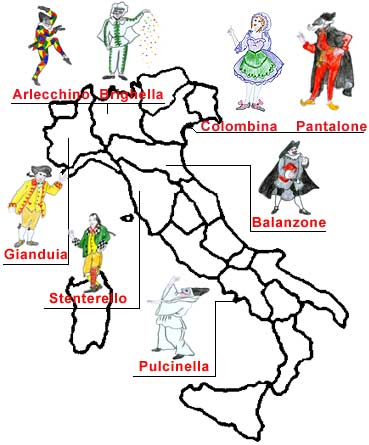 Arlecchino Brighella
Colombina Pantalone
Balanzone
Gianduia
Stenterello
Pulcinella